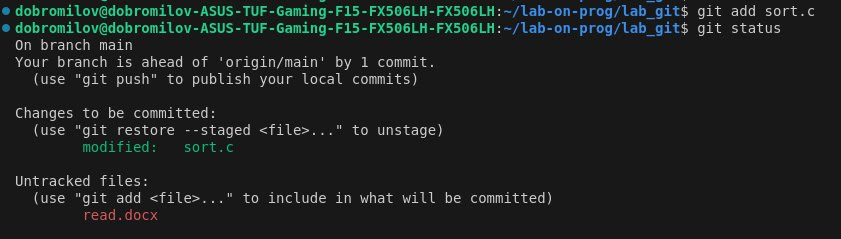 dobromilov@dobromilov-ASUS-TUF-Gaming-F15-FX506LH-FX506LH:~/lab-on-prog/lab_git$ git add sort.c
dobromilov@dobromilov-ASUS-TUF-Gaming-F15-FX506LH-FX506LH:~/lab-on-prog/lab_git$ git status
On branch main
Your branch is ahead of 'origin/main' by 1 commit.
  (use "git push" to publish your local commits)

Changes to be committed:
  (use "git restore --staged <file>..." to unstage)
        modified:   sort.c

Untracked files:
  (use "git add <file>..." to include in what will be committed)
        read.docx